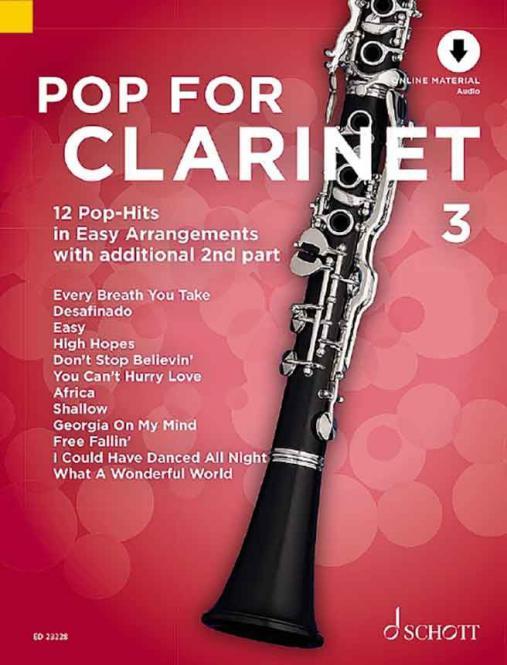 ONLINE MATERIAL
Audio
POP FOR
CLARINET
3
12 Pop-Hits
in Easy Arrangements
with additional 2nd part
Every Breath You Take
Desafinado
Easy
High Hopes
Don't Stop Believin'
You Can't Hurry Love
Africa
Shallow
Georgia On My Mind
Free Fallin'
I Could Have Danced All Night
What A Wonderful World
ED 23228
SCHOTT